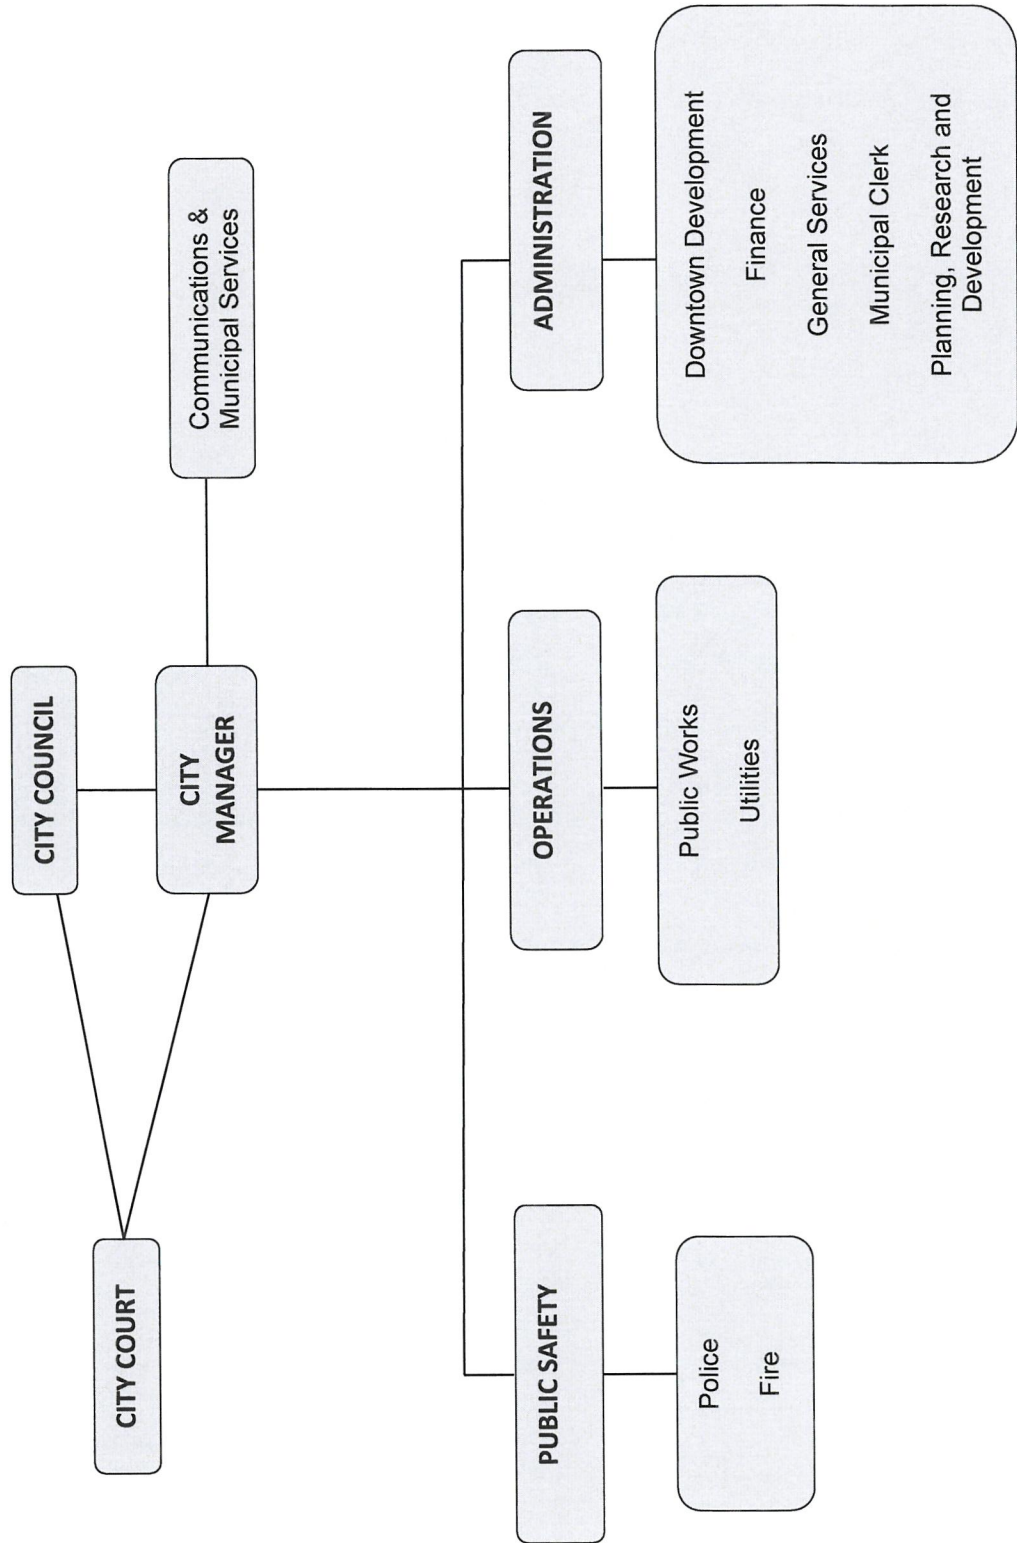 CITY COUNCIL
CITY COURT
CITY
MANAGER
Communications &
Municipal Services
PUBLIC SAFETY
OPERATIONS
ADMINISTRATION
Police
Fire
Public Works
Utilities
Downtown Development
Finance
General Services
Municipal Clerk
Planning, Research and
Development